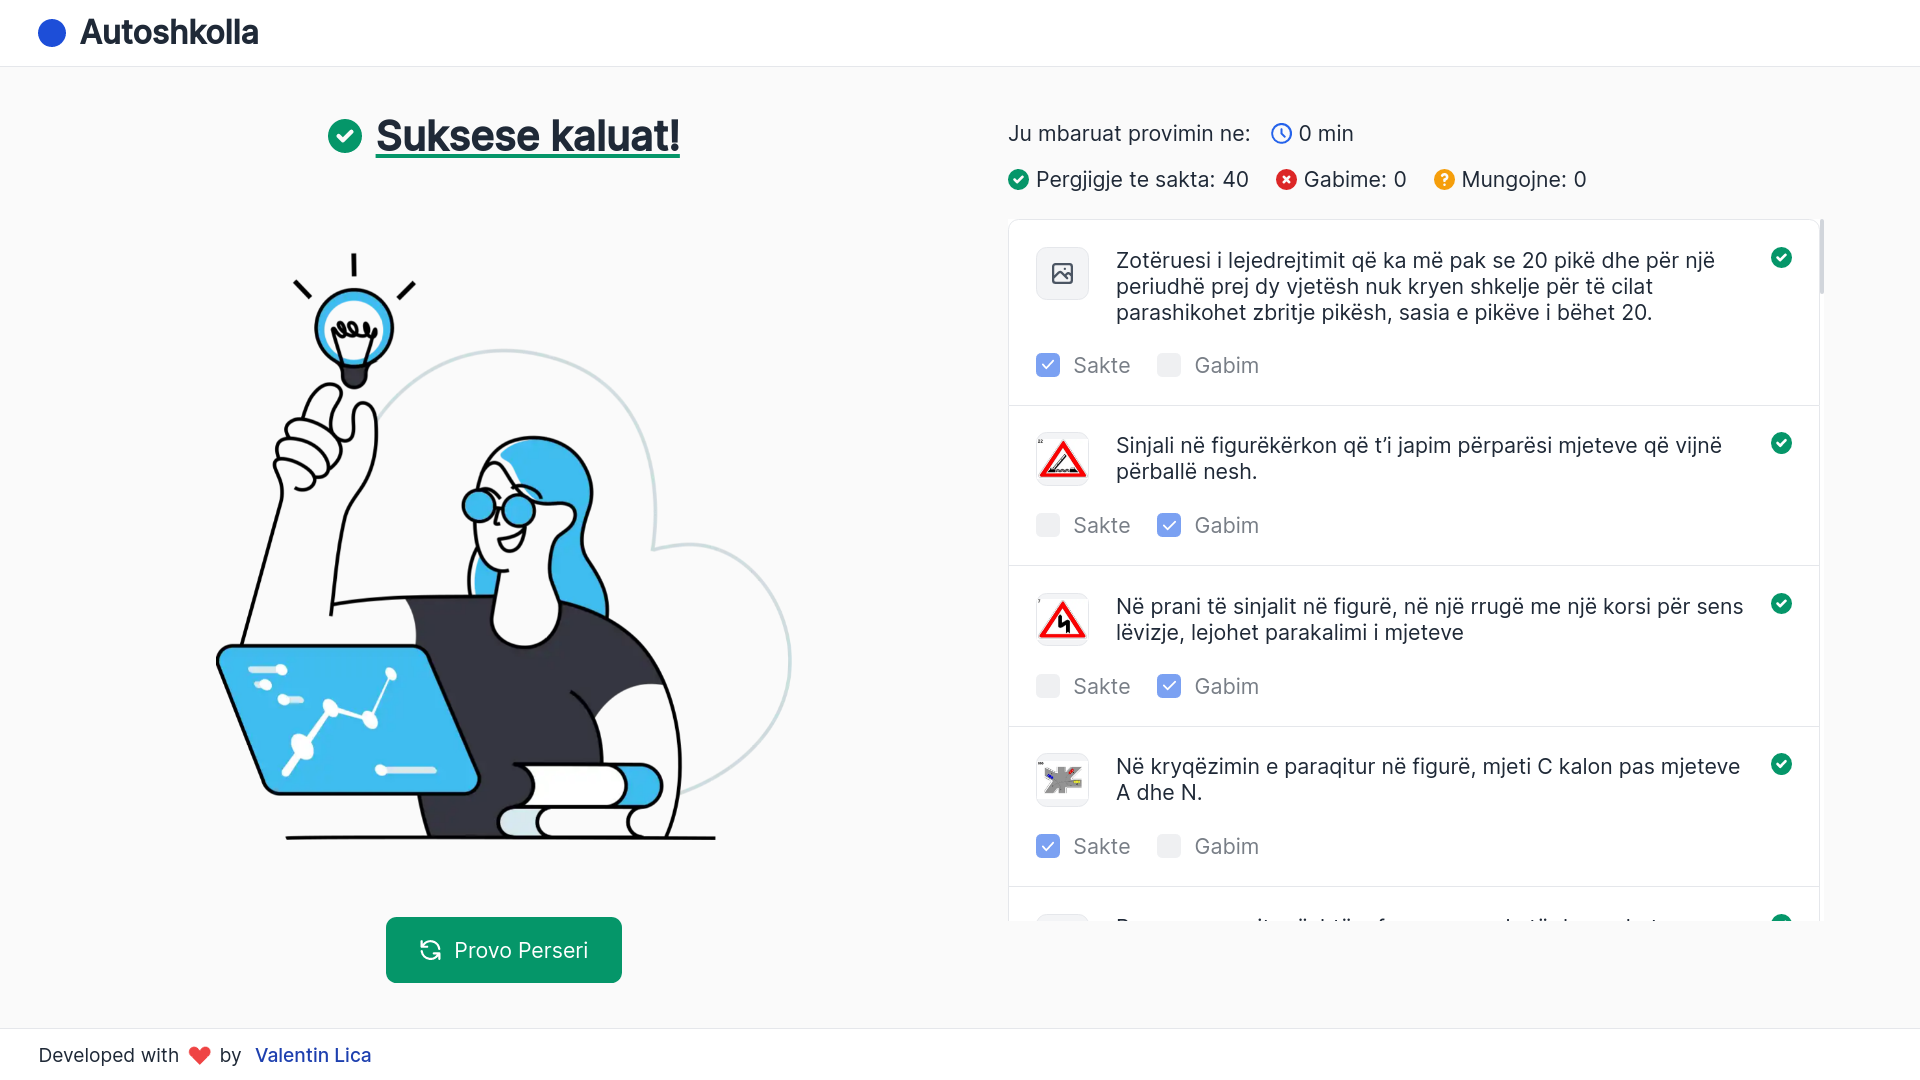 Autoshkolla
Suksese kaluat!
Ju mbaruat provimin ne: 0 min
Pergjigje te sakta: 40 Gabime: 0 Mungojne: 0
Zotëruesi i lejedrejtimit që ka më pak se 20 pikë dhe për një
periudhë prej dy vjetësh nuk kryen shkelje për të cilat
parashikohet zbritje pikësh, sasia e pikëve i bëhet 20.
Sakte Gabim
Sinjali në figurëkërkon që t’i japim përparësi mjeteve që vijnë
përballë nesh.
Sakte Gabim
Në prani të sinjalit në figurë, në një rrugë me një korsi për sens
lëvizje, lejohet parakalimi i mjeteve
Sakte Gabim
Në kryqëzimin e paraqitur në figurë, mjeti C kalon pas mjeteve
A dhe N.
Sakte Gabim
Provo Perseri
Developed with by Valentin Lica